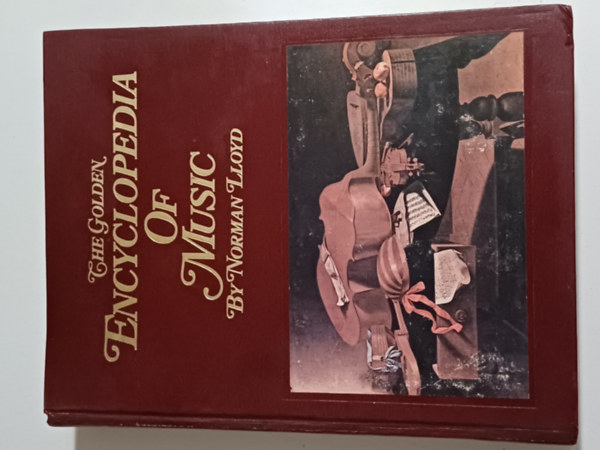 THE GOLDEN
ENCYCLOPEDIA
OF
MUSIC
BY NORMAN LLOYD